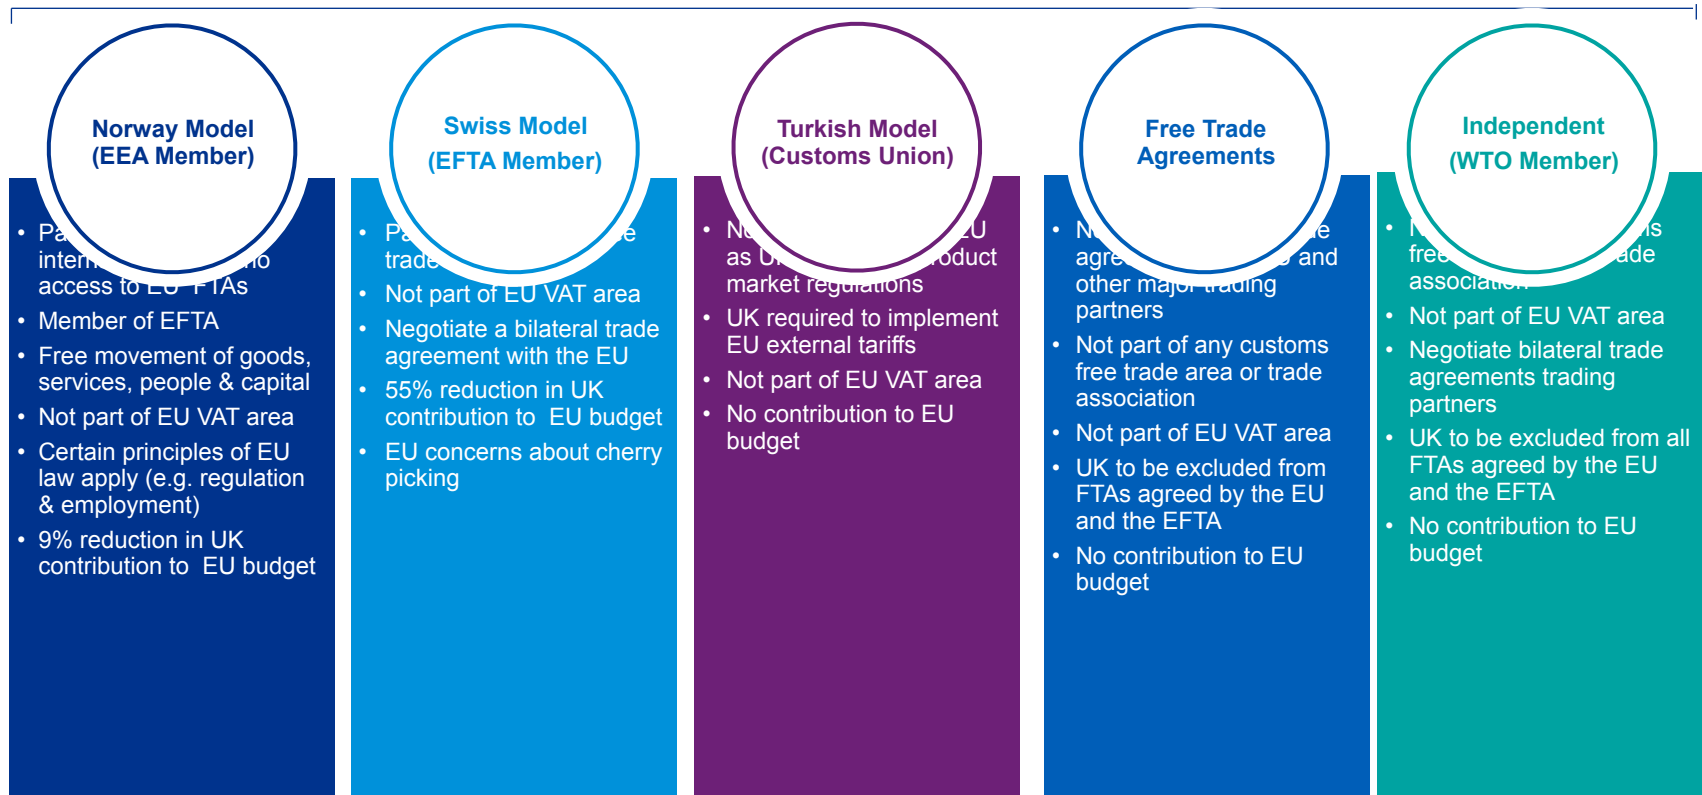 Norway Model
(EEA Member)
•
access to EU FTAs
• Member of EFTA
• Free movement of goods,
services, people & capital
• Not part of EU VAT area
• Certain principles of EU
law apply (e.g. regulation
& employment)
• 9% reduction in UK
contribution to EU budget
Swiss Model
(EFTA Member)
•
trade
• Not part of EU VAT area
• Negotiate a bilateral trade
agreement with the EU
• 55% reduction in UK
contribution to EU budget
• EU concerns about cherry
picking
Turkish Model
(Customs Union)
• EU
as product
market regulations
• UK required to implement
EU external tariffs
• Not part of EU VAT area
• No contribution to EU
budget
Free Trade
Agreements
•
and
other major trading
partners
• Not part of any customs
free trade area or trade
association
• Not part of EU VAT area
• UK to be excluded from
FTAs agreed by the EU
and the EFTA
• No contribution to EU
budget
Independent
(WTO Member)
•
free
association
• Not part of EU VAT area
• Negotiate bilateral trade
agreements trading
partners
• UK to be excluded from all
FTAs agreed by the EU
and the EFTA
• No contribution to EU
budget